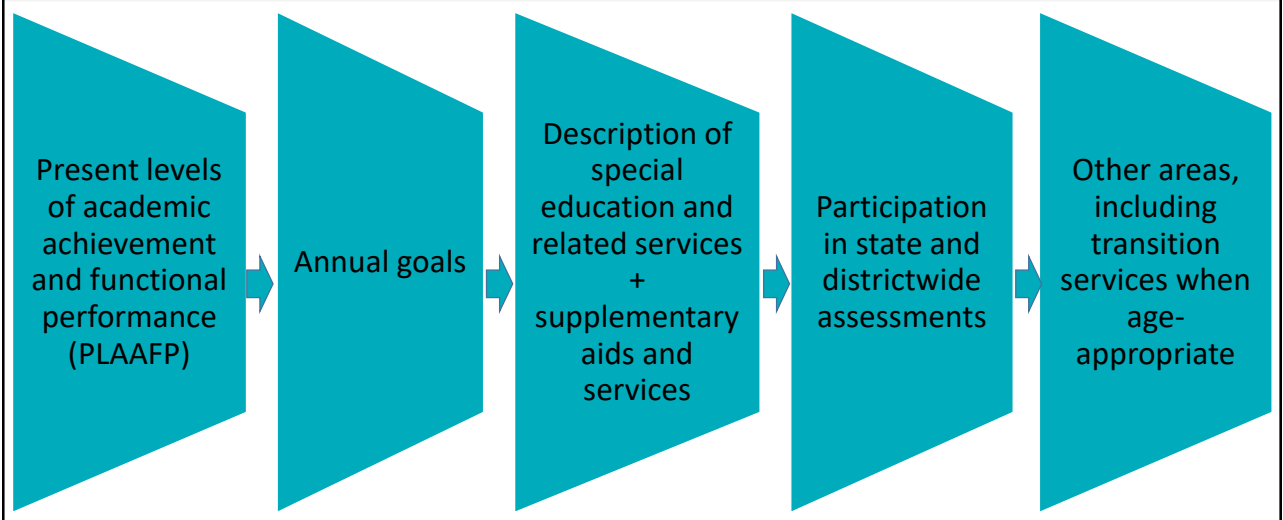 Present levels
of academic
achievement
and functional
performance
(PLAAFP)
Annual goals
Description of
special
education and
related services
+
supplementary
aids and
services
Participation
in state and
districtwide
assessments
Other areas,
including
transition
services when
age-
appropriate